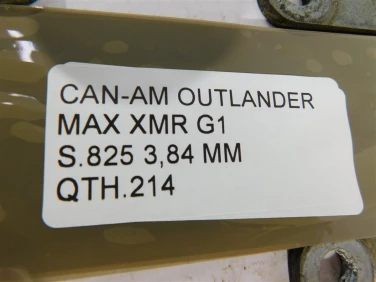 CAN-AM OUTLANDER
MAX XMR G1
S.825 3,84 MM
QTH.214